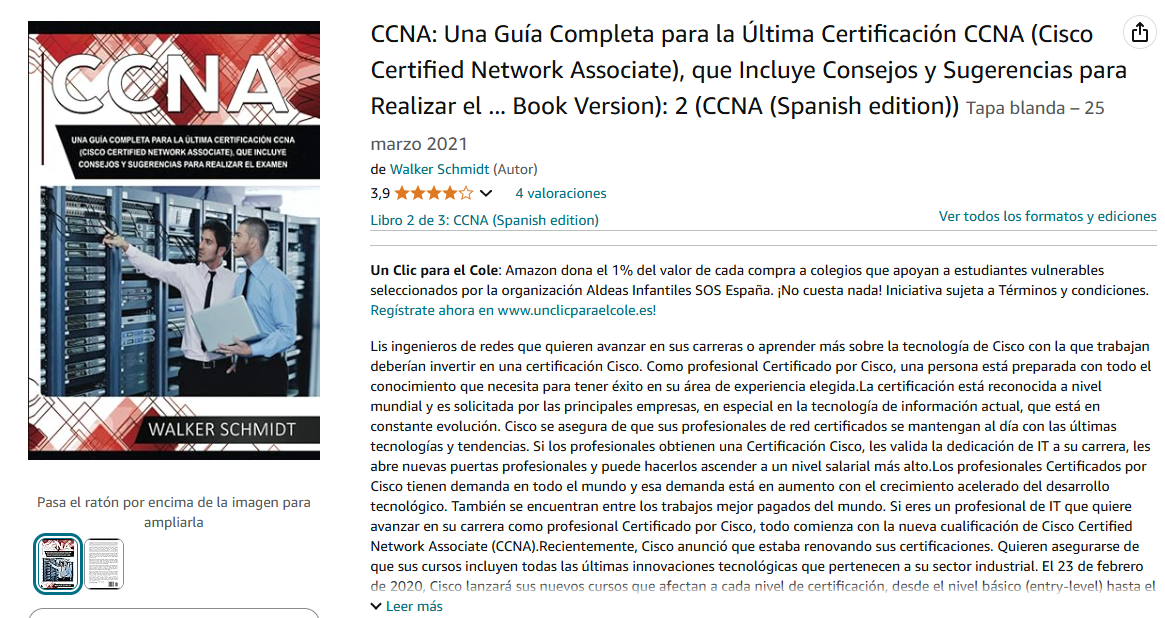 CCNA
UNA GUÍA COMPLETA PARA LA ÚLTIMA CERTIFICACIÓN CCNA
(CISCO CERTIFIED NETWORK ASSOCIATE), QUE INCLUYE
CONSEJOS Y SUGERENCIAS PARA REALIZAR EL EXAMEN
WALKER SCHMIDT
Pasa el ratón por encima de la imagen para
ampliarla
CCNA: Una Guía Completa para la Última Certificación CCNA (Cisco
Certified Network Associate), que Incluye Consejos y Sugerencias para
Realizar el ... Book Version): 2 (CCNA (Spanish edition)) Tapa blanda – 25
marzo 2021
de Walker Schmidt (Autor)
3,9 4 valoraciones
Libro 2 de 3: CCNA (Spanish edition)
Ver todos los formatos y ediciones
Un Clic para el Cole: Amazon dona el 1% del valor de cada compra a colegios que apoyan a estudiantes vulnerables
seleccionados por la organización Aldeas Infantiles SOS España. ¡No cuesta nada! Iniciativa sujeta a Términos y condiciones.
Regístrate ahora en www.unclicparaelcole.es!
Lis ingenieros de redes que quieren avanzar en sus carreras o aprender más sobre la tecnología de Cisco con la que trabajan
deberían invertir en una certificación Cisco. Como profesional Certificado por Cisco, una persona está preparada con todo el
conocimiento que necesita para tener éxito en su área de experiencia elegida.La certificación está reconocida a nivel
mundial y es solicitada por las principales empresas, en especial en la tecnología de información actual, que está en
constante evolución. Cisco se asegura de que sus profesionales de red certificados se mantengan al día con las últimas
tecnologías y tendencias. Si los profesionales obtienen una Certificación Cisco, les valida la dedicación de IT a su carrera, les
abre nuevas puertas profesionales y puede hacerlos ascender a un nivel salarial más alto.Los profesionales Certificados por
Cisco tienen demanda en todo el mundo y esa demanda está en aumento con el crecimiento acelerado del desarrollo
tecnológico. También se encuentran entre los trabajos mejor pagados del mundo. Si eres un profesional de IT que quiere
avanzar en su carrera como profesional Certificado por Cisco, todo comienza con la nueva cualificación de Cisco Certified
Network Associate (CCNA).Recientemente, Cisco anunció que estaba renovando sus certificaciones. Quieren asegurarse de
que sus cursos incluyen todas las últimas innovaciones tecnológicas que pertenecen a su sector industrial. El 23 de febrero
de 2020, Cisco lanzará sus nuevos cursos que afectan a cada nivel de certificación, desde el nivel básico (entry-level) hasta el
Leer más